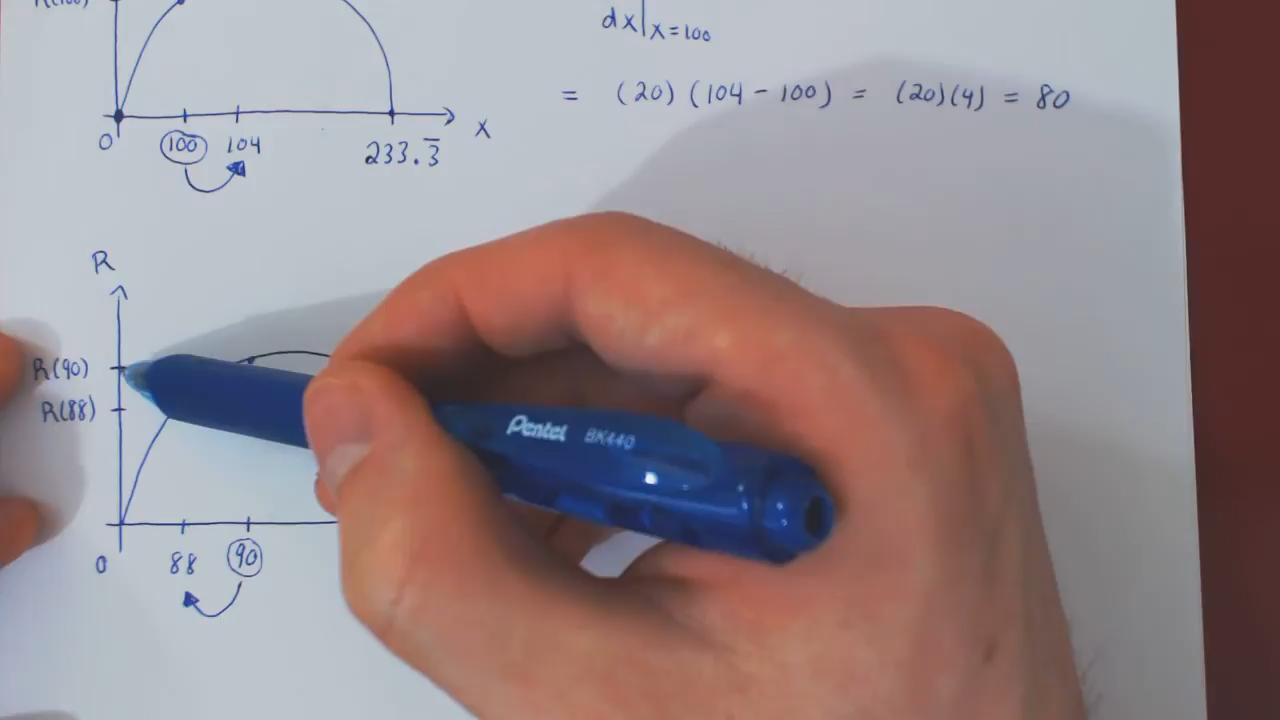 R(100)
dx|x=100
= (20) (104 - 100) = (20)(4) = 80
0 100 104 233.3̅ x
R
R(90)
R(88)
Pentel BK440
0 88 90